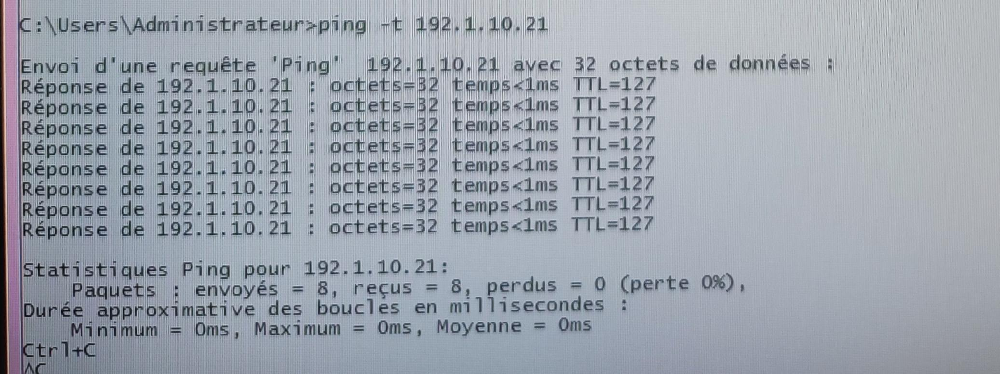 C:\Users\Administrateur>ping -t 192.1.10.21
Envoi d'une requête 'Ping'  192.1.10.21 avec 32 octets de données :
Réponse de 192.1.10.21 : octets=32 temps<1ms TTL=127
Réponse de 192.1.10.21 : octets=32 temps<1ms TTL=127
Réponse de 192.1.10.21 : octets=32 temps<1ms TTL=127
Réponse de 192.1.10.21 : octets=32 temps<1ms TTL=127
Réponse de 192.1.10.21 : octets=32 temps<1ms TTL=127
Réponse de 192.1.10.21 : octets=32 temps<1ms TTL=127
Réponse de 192.1.10.21 : octets=32 temps<1ms TTL=127
Réponse de 192.1.10.21 : octets=32 temps<1ms TTL=127
Statistiques Ping pour 192.1.10.21:
    Paquets : envoyés = 8, reçus = 8, perdus = 0 (perte 0%),
Durée approximative des boucles en millisecondes :
    Minimum = 0ms, Maximum = 0ms, Moyenne = 0ms
Ctrl+C
^C